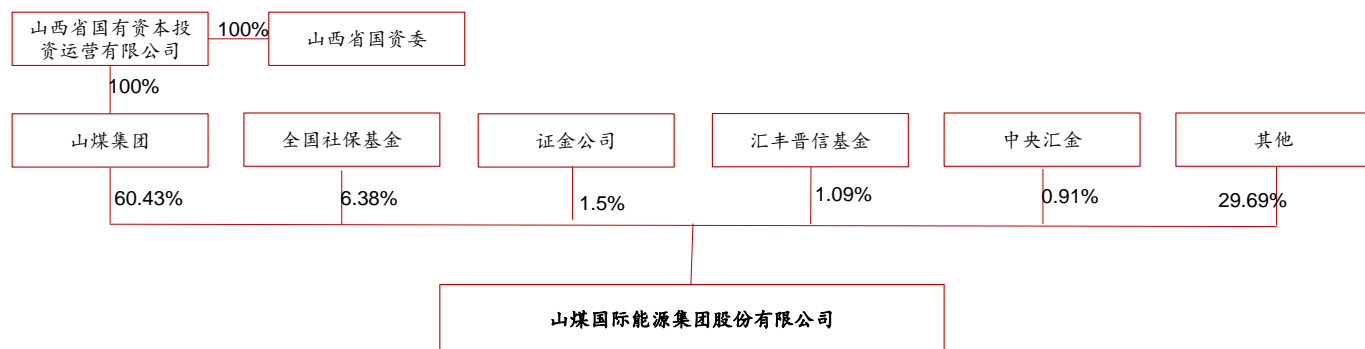 山西省国有资本投
资运营有限公司
100%
山西省国资委
100%
山煤集团
全国社保基金
证金公司
汇丰晋信基金
中央汇金
其他
60.43%
6.38%
1.5%
1.09%
0.91%
29.69%
山煤国际能源集团股份有限公司